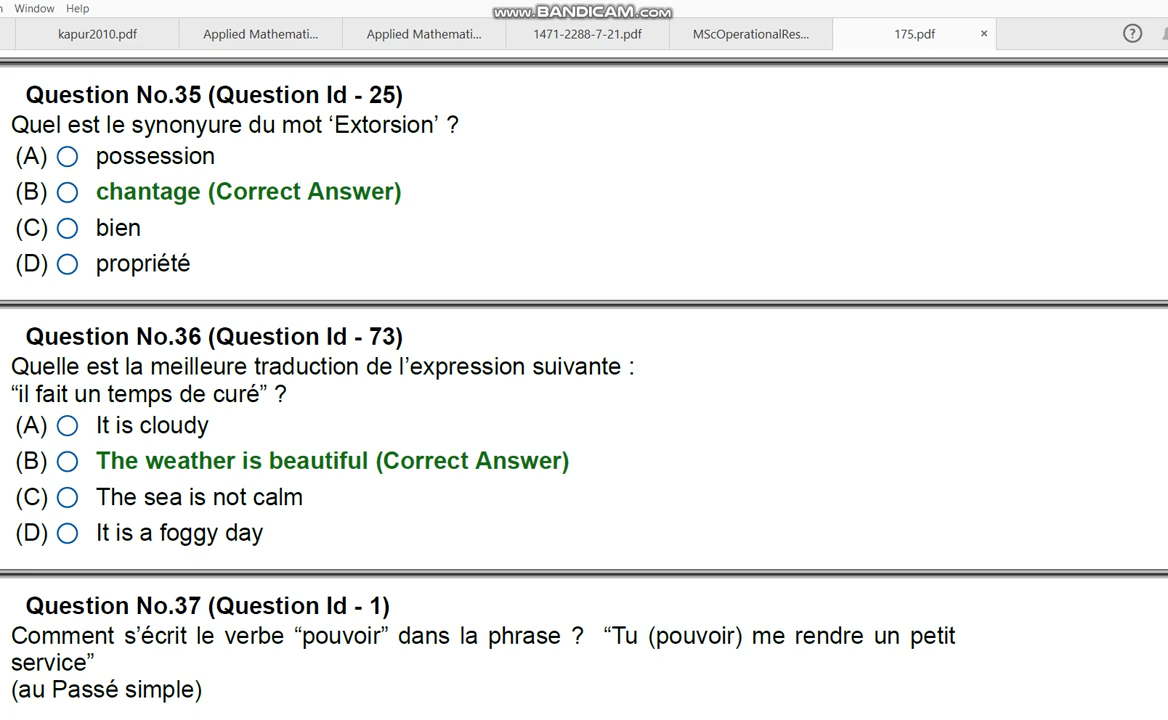 Window Help
www.BANDICAM.com
kapur2010.pdf Applied Mathemati... Applied Mathemati... 1471-2288-7-21.pdf MScOperationalRes... 175.pdf × ?
Question No.35 (Question Id - 25)
Quel est le synonyure du mot ‘Extorsion’ ?
(A) possession
(B) chantage (Correct Answer)
(C) bien
(D) propriété
Question No.36 (Question Id - 73)
Quelle est la meilleure traduction de l’expression suivante :
“il fait un temps de curé” ?
(A) It is cloudy
(B) The weather is beautiful (Correct Answer)
(C) The sea is not calm
(D) It is a foggy day
Question No.37 (Question Id - 1)
Comment s’écrit le verbe “pouvoir” dans la phrase ? “Tu (pouvoir) me rendre un petit
service”
(au Passé simple)